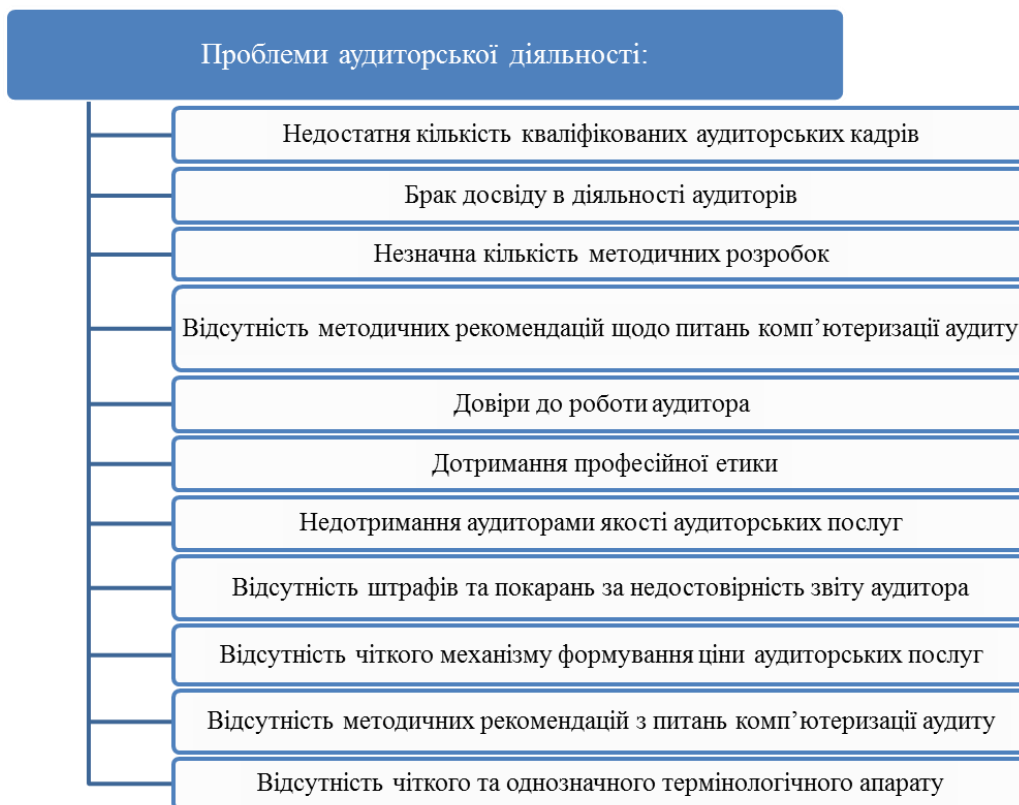 Проблеми аудиторської діяльності:
Недостатня кількість кваліфікованих аудиторських кадрів
Брак досвіду в діяльності аудиторів
Незначна кількість методичних розробок
Відсутність методичних рекомендацій щодо питань комп’ютеризації аудиту
Довіри до роботи аудитора
Дотримання професійної етики
Недотримання аудиторами якості аудиторських послуг
Відсутність штрафів та покарань за недостовірність звіту аудитора
Відсутність чіткого механізму формування ціни аудиторських послуг
Відсутність методичних рекомендацій з питань комп’ютеризації аудиту
Відсутність чіткого та однозначного термінологічного апарату